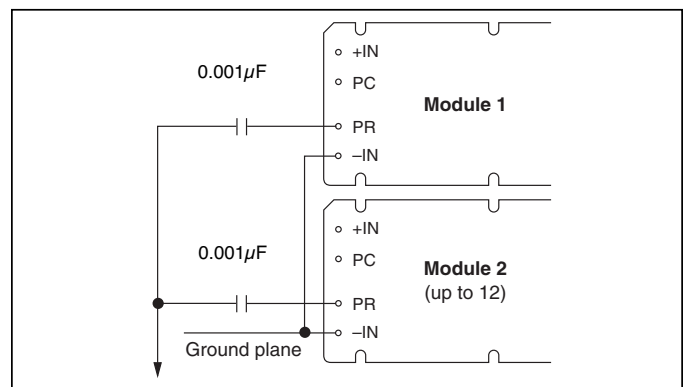 +IN
0.001µF
PC
Module 1
PR
–IN
+IN
0.001µF
PC
Module 2
(up to 12)
PR
–IN
Ground plane